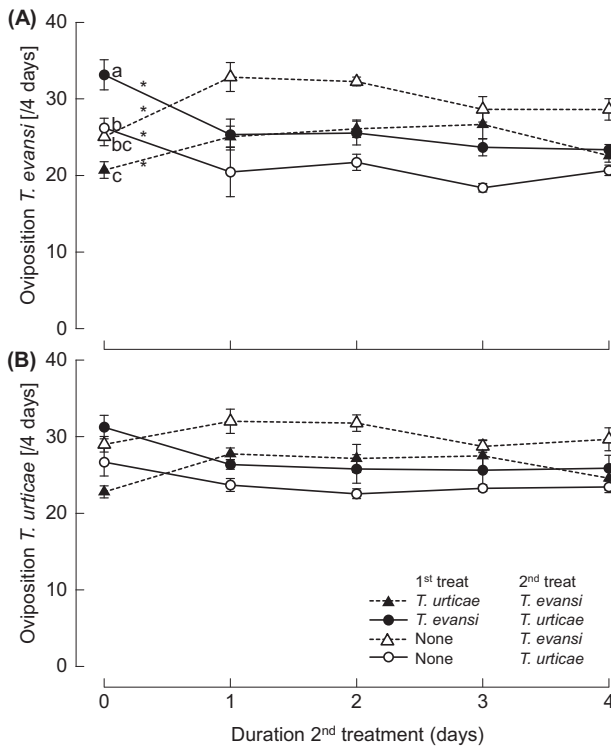 (A)
40
30
20
10
0
Oviposition T. evansi [/4 days]
a
b
bc
c
*
*
*
*
(B)
40
30
20
10
0
Oviposition T. urticae [/4 days]
1st treat 2nd treat
T. urticae T. evansi
T. evansi T. urticae
None T. evansi
None T. urticae
0 1 2 3 4
Duration 2nd treatment (days)